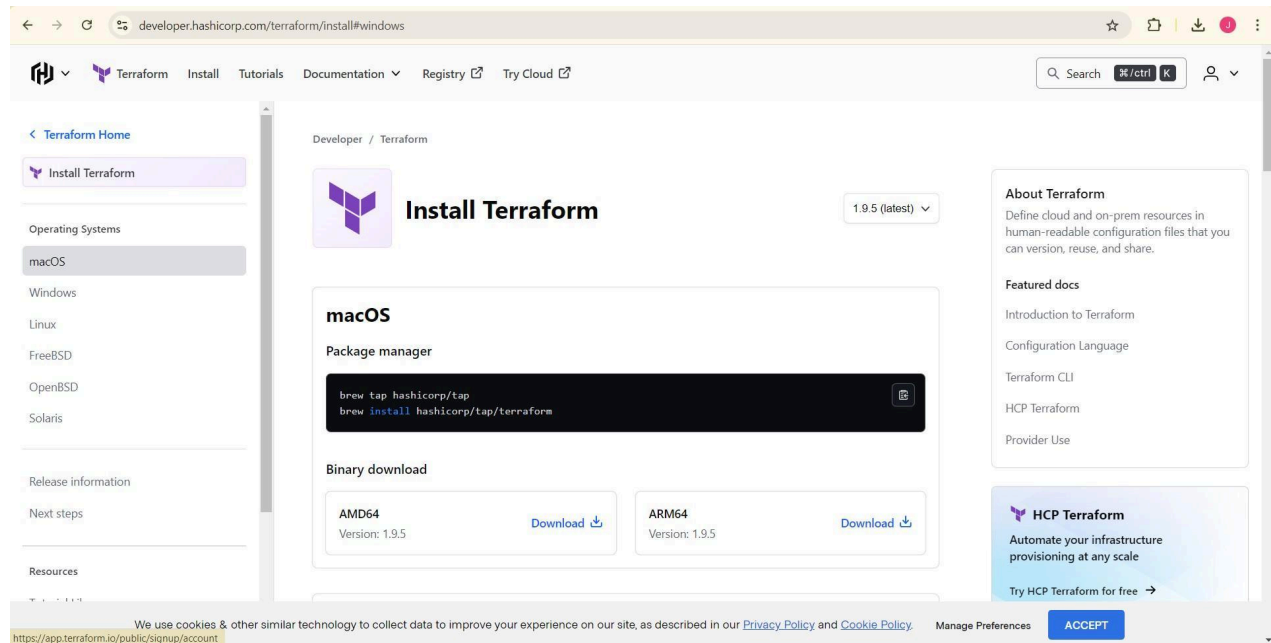 developer.hashicorp.com/terraform/install#windows
J
Terraform Install Tutorials Documentation Registry Try Cloud
Search ⌘/ctrl K
Terraform Home
Install Terraform
Operating Systems
macOS
Windows
Linux
FreeBSD
OpenBSD
Solaris
Release information
Next steps
Resources
Developer / Terraform
Install Terraform
1.9.5 (latest)
macOS
Package manager
brew tap hashicorp/tap
brew install hashicorp/tap/terraform
Binary download
AMD64
Version: 1.9.5
Download
ARM64
Version: 1.9.5
Download
About Terraform
Define cloud and on-prem resources in
human-readable configuration files that you
can version, reuse, and share.
Featured docs
Introduction to Terraform
Configuration Language
Terraform CLI
HCP Terraform
Provider Use
HCP Terraform
Automate your infrastructure
provisioning at any scale
Try HCP Terraform for free →
We use cookies & other similar technology to collect data to improve your experience on our site, as described in our Privacy Policy and Cookie Policy.
Manage Preferences
ACCEPT
https://app.terraform.io/public/signup/account